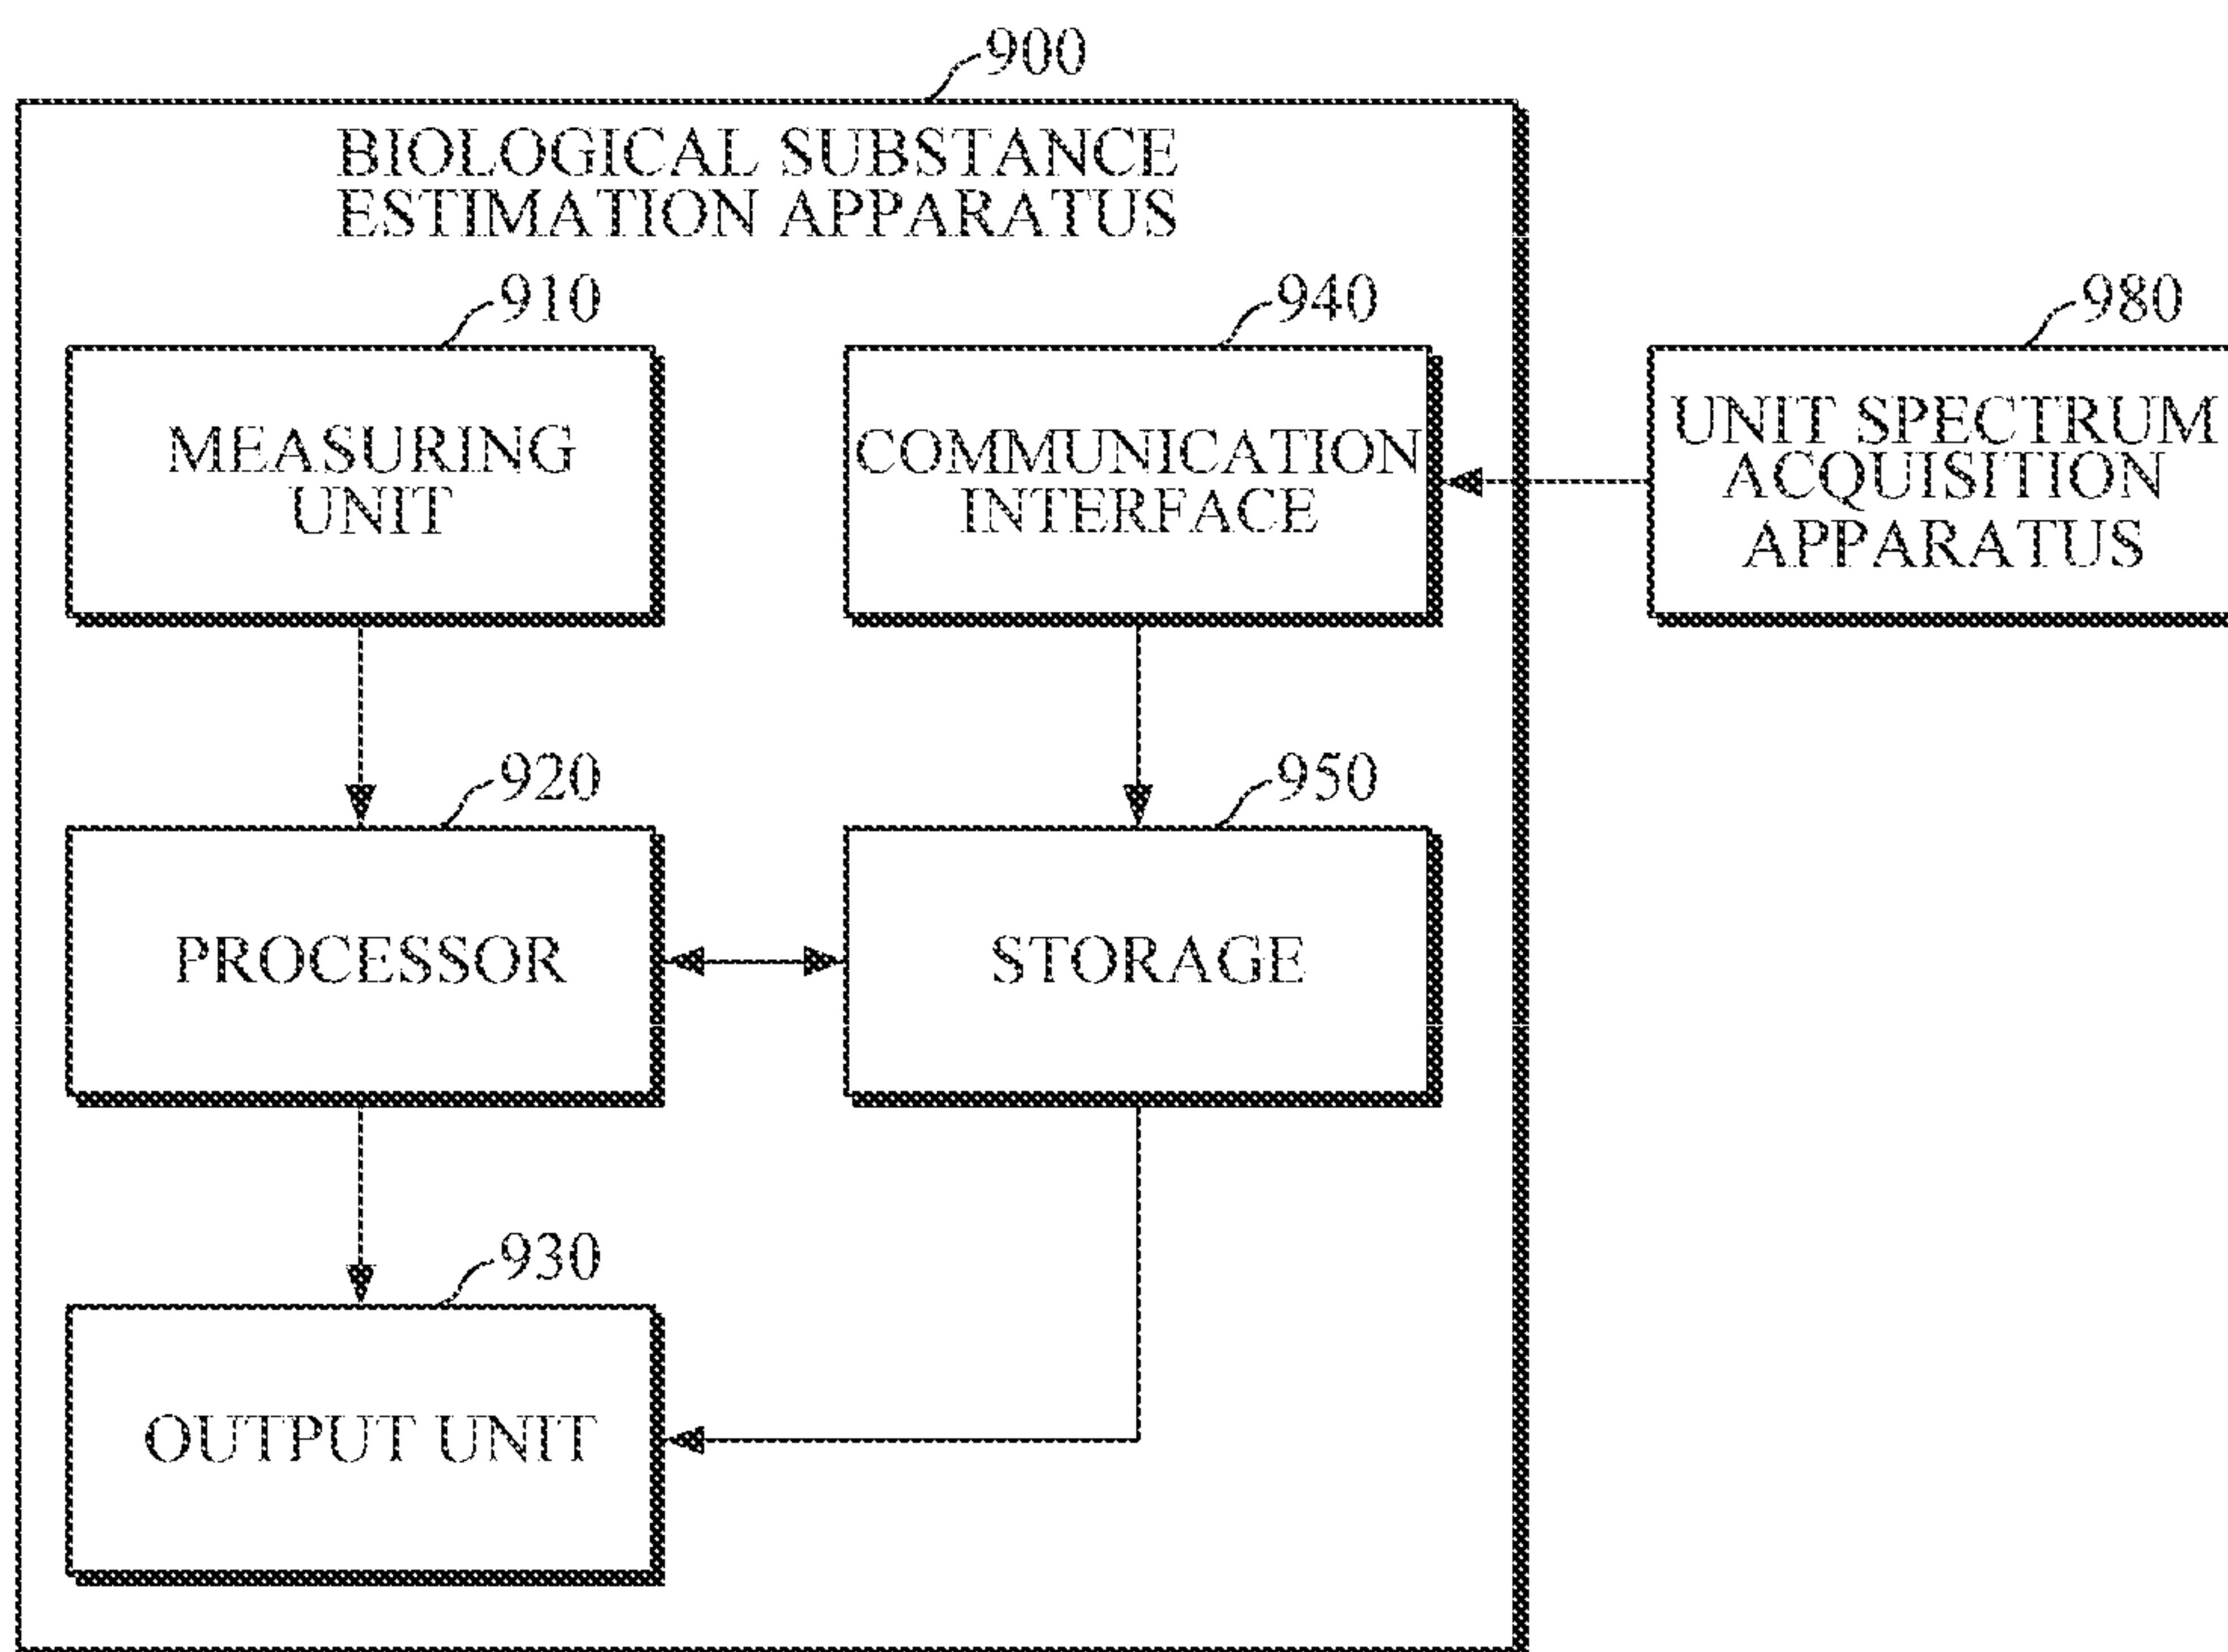 900
BIOLOGICAL SUBSTANCE
ESTIMATION APPARATUS
910
MEASURING
UNIT
940
COMMUNICATION
INTERFACE
980
UNIT SPECTRUM
ACQUISITION
APPARATUS
920
PROCESSOR
950
STORAGE
930
OUTPUT UNIT